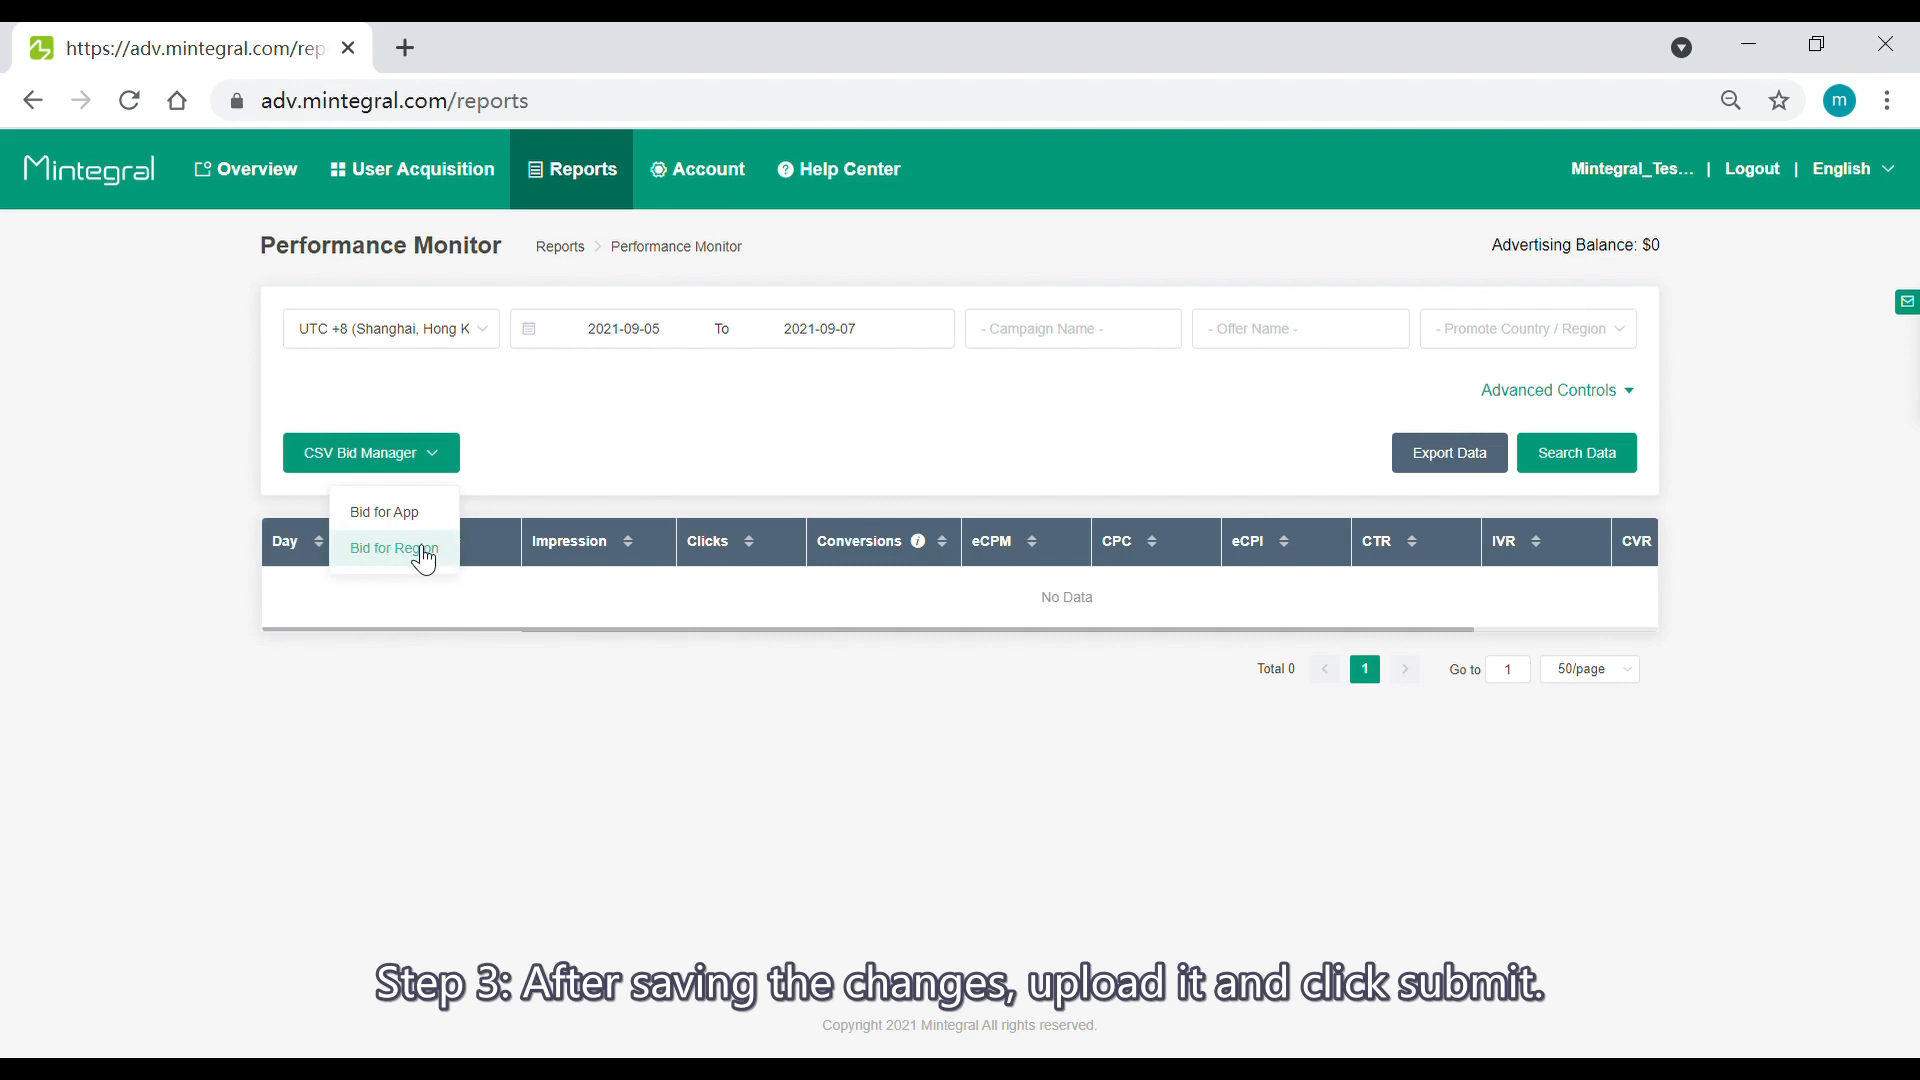 https://adv.mintegral.com/rep
adv.mintegral.com/reports
m
Mintegral
Overview
User Acquisition
Reports
Account
Help Center
Mintegral_Tes... | Logout | English
Performance Monitor
Reports > Performance Monitor
Advertising Balance: $0
UTC +8 (Shanghai, Hong K
2021-09-05 To 2021-09-07
- Campaign Name -
- Offer Name -
- Promote Country / Region
Advanced Controls
CSV Bid Manager
Export Data
Search Data
Bid for App
Bid for Region
Day Impression Clicks Conversions eCPM CPC eCPI CTR IVR CVR
No Data
Total 0 < 1 > Go to 1 50/page
Step 3: After saving the changes, upload it and click submit.
Copyright 2021 Mintegral All rights reserved.